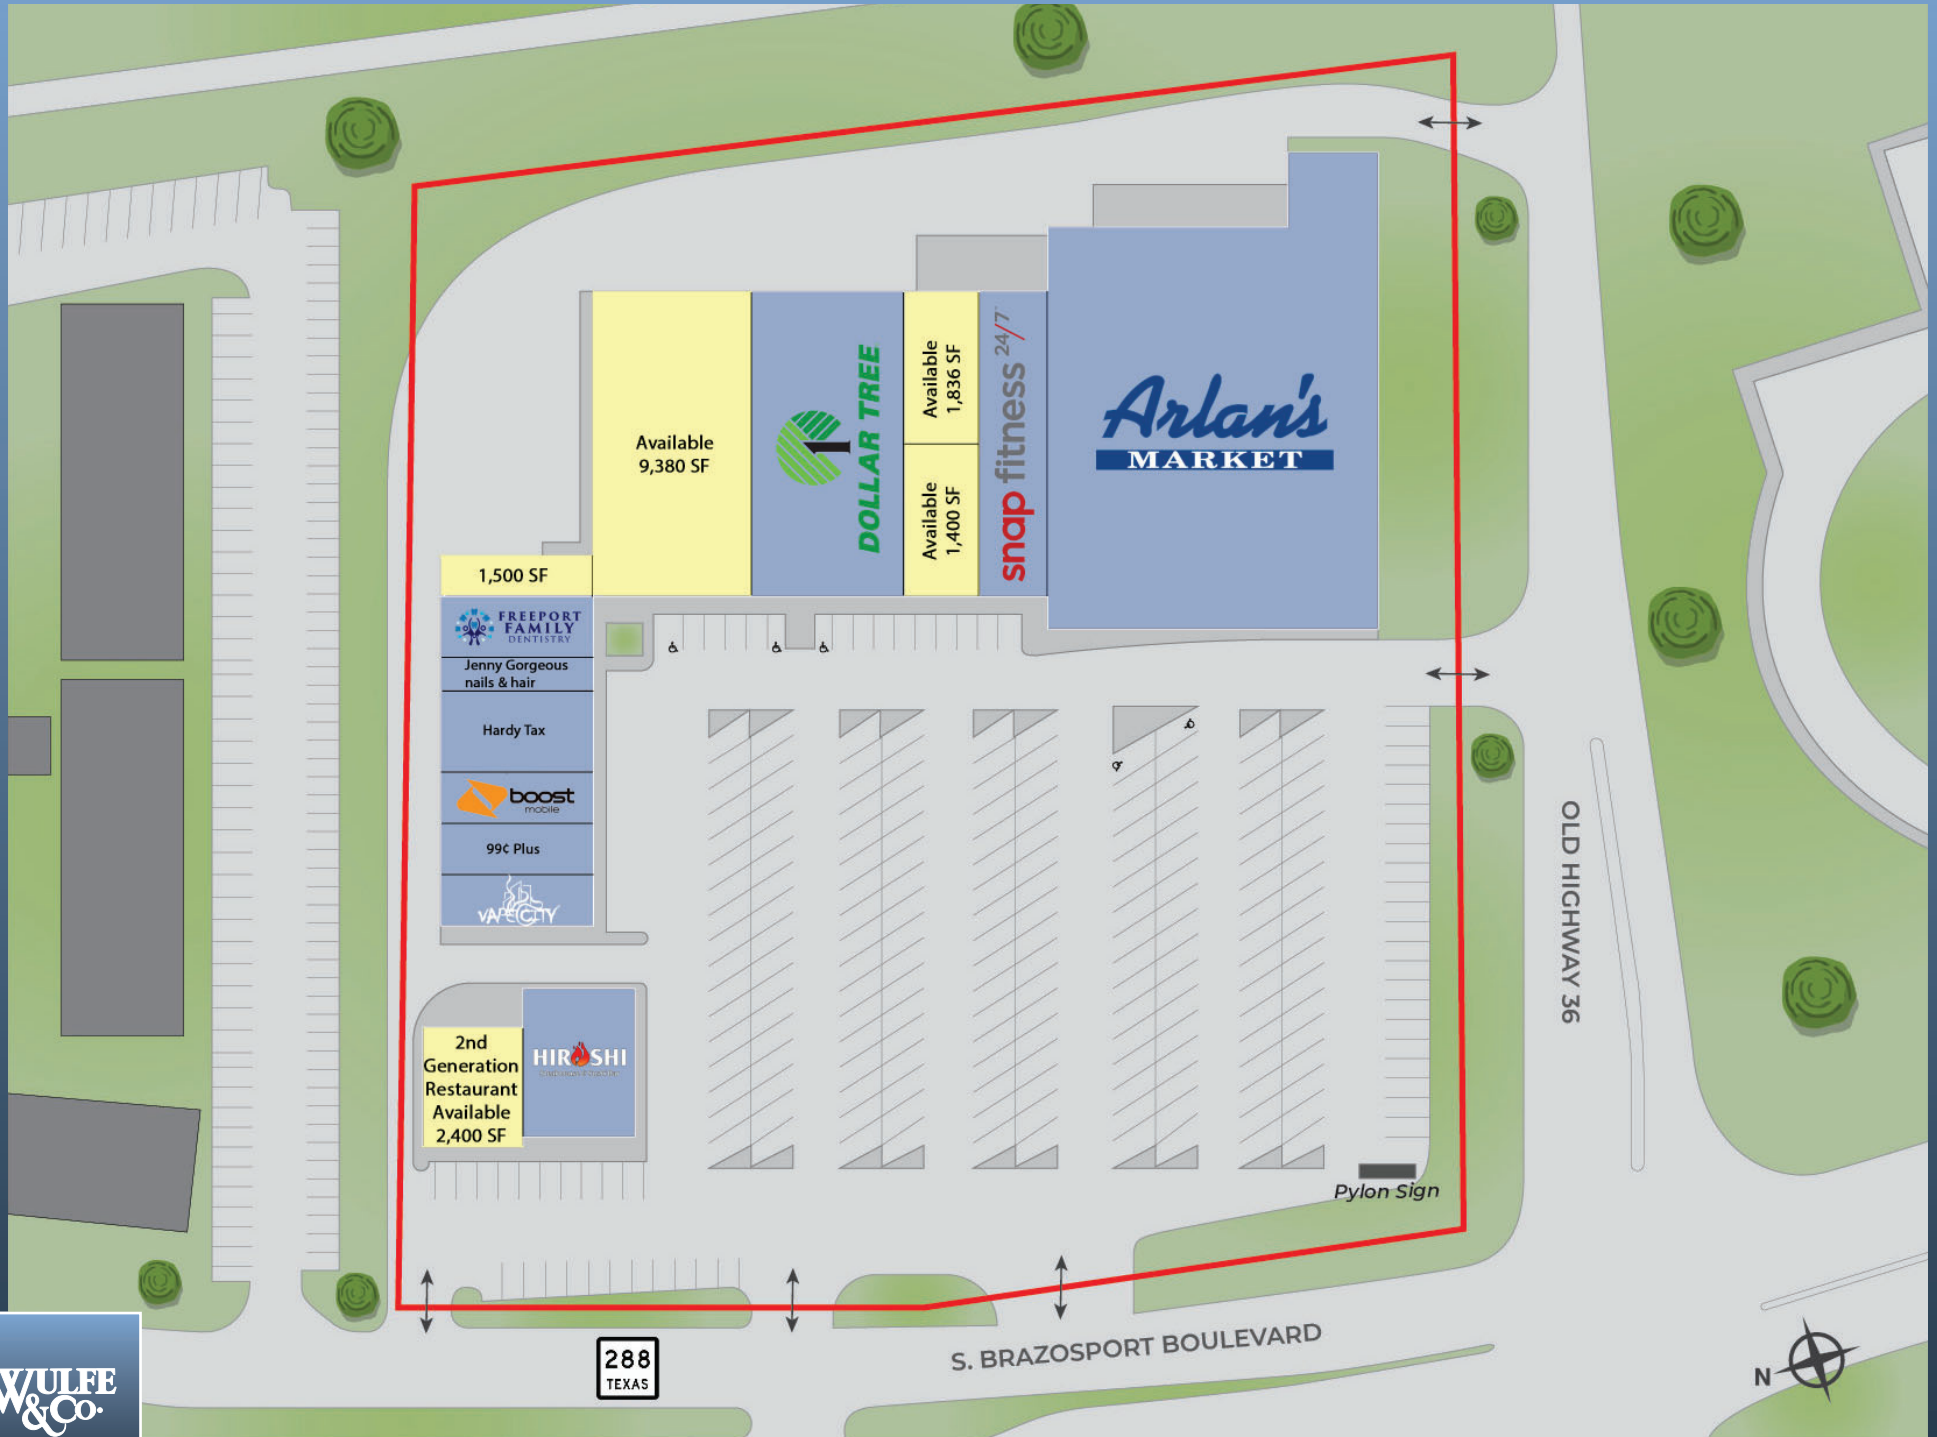 Available
9,380 SF
DOLLAR TREE
Available
1,836 SF
Available
1,400 SF
snap fitness 24/7
Arlan's
MARKET
1,500 SF
FREEPORT
FAMILY
DENTISTRY
Jenny Gorgeous
nails & hair
Hardy Tax
boost
mobile
99¢ Plus
VAPE CITY
2nd
Generation
Restaurant
Available
2,400 SF
HIROSHI
OLD HIGHWAY 36
Pylon Sign
S. BRAZOSPORT BOULEVARD
288
TEXAS
N
WULFE
& CO.